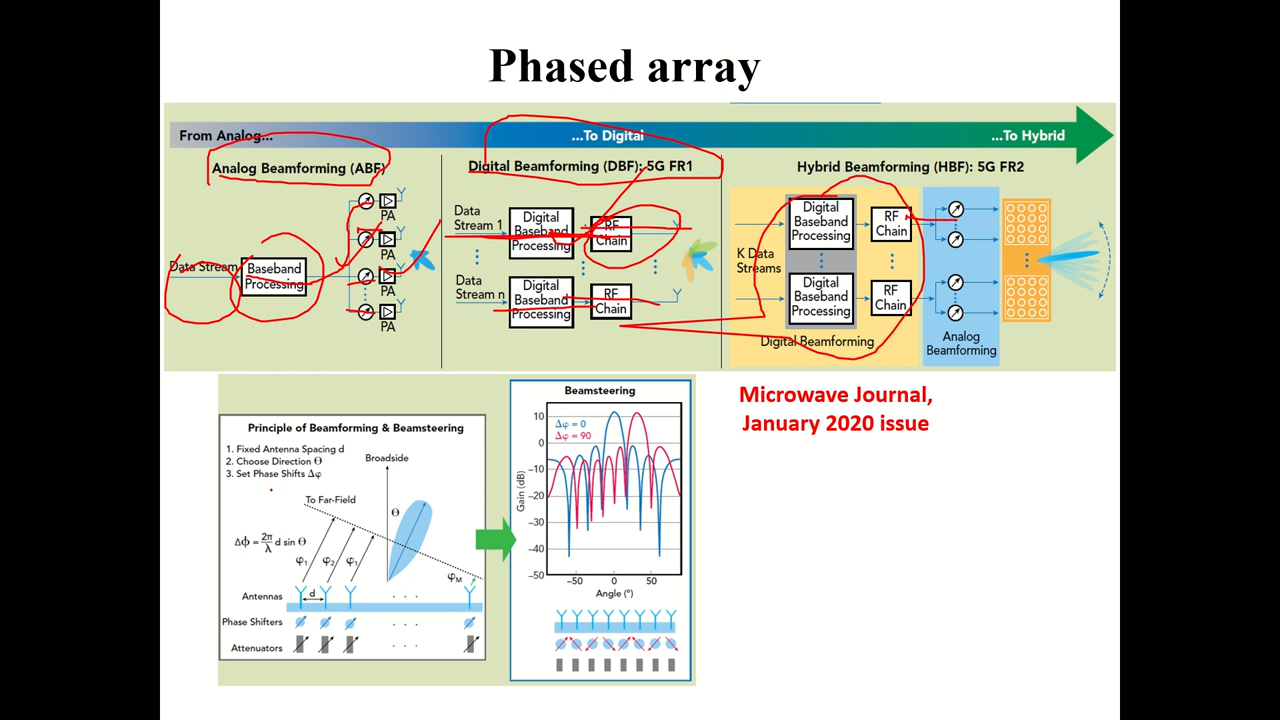 Phased array
From Analog...
...To Digital
...To Hybrid
Analog Beamforming (ABF)
Data Stream
Baseband
Processing
PA
PA
PA
PA
Digital Beamforming (DBF): 5G FR1
Data
Stream 1
Digital
Baseband
Processing
RF
Chain
Data
Stream n
Digital
Baseband
Processing
RF
Chain
Hybrid Beamforming (HBF): 5G FR2
K Data
Streams
Digital
Baseband
Processing
RF
Chain
Digital
Baseband
Processing
RF
Chain
Digital Beamforming
Analog
Beamforming
Microwave Journal,
January 2020 issue
Principle of Beamforming & Beamsteering
1. Fixed Antenna Spacing d
2. Choose Direction Θ
3. Set Phase Shifts Δφ
Broadside
To Far-Field
Θ
Δϕ = 2π/λ d sin Θ
φ1
φ2
φ1
φM
Antennas
d
Phase Shifters
Attenuators
Beamsteering
Δφ = 0
Δφ = 90
Gain (dB)
10
0
−10
−20
−30
−40
−50
−50 0 50
Angle (°)